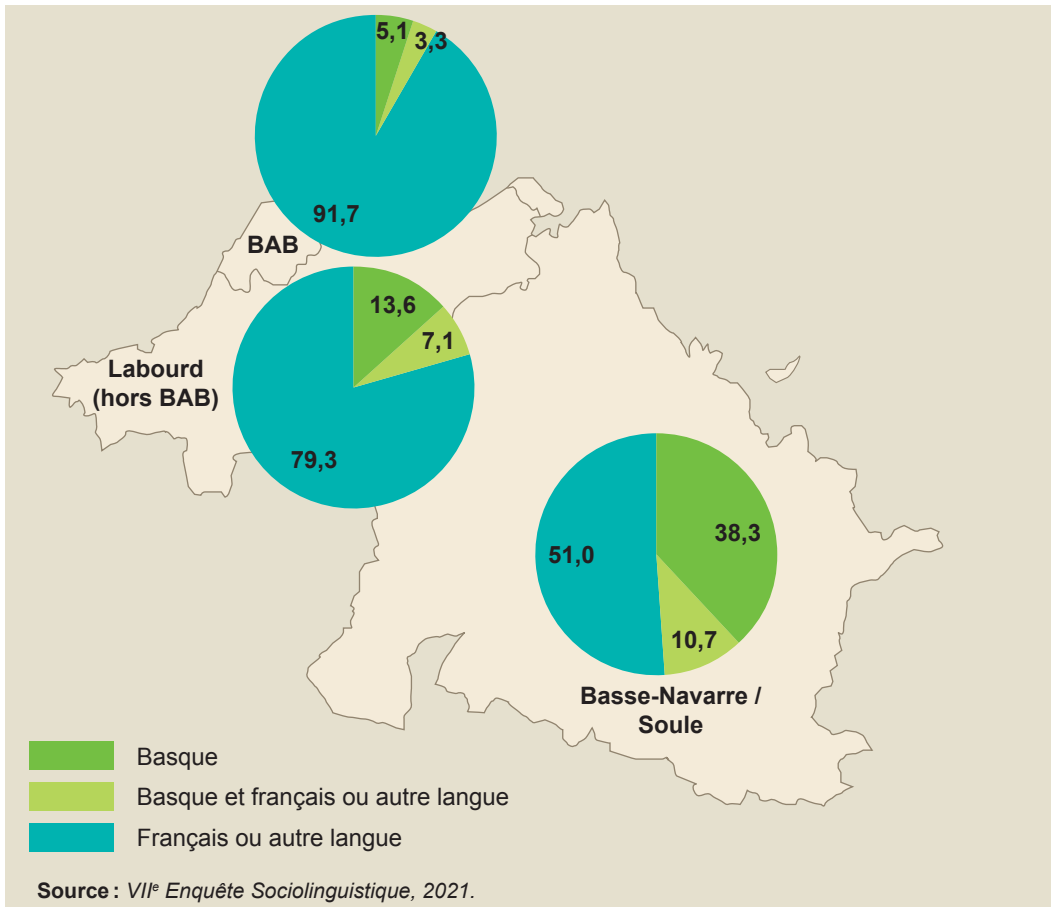 5,1
3,3
91,7
BAB
13,6
7,1
Labourd
(hors BAB)
79,3
38,3
51,0
10,7
Basse-Navarre /
Soule
Basque
Basque et français ou autre langue
Français ou autre langue
Source : VIIe Enquête Sociolinguistique, 2021.